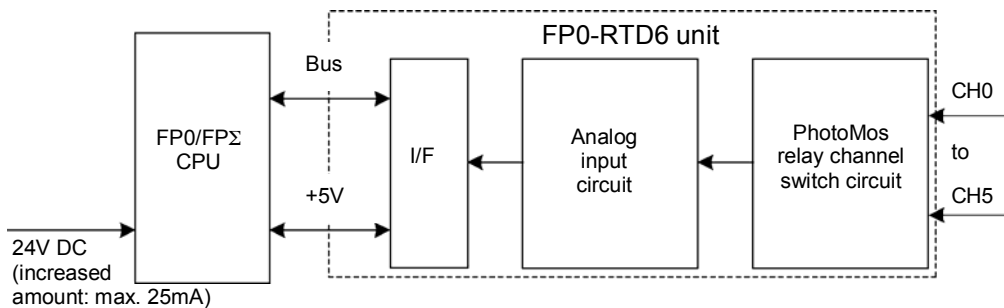 FP0-RTD6 unit
Bus
FP0/FPΣ
CPU
+5V
I/F
Analog
input
circuit
PhotoMos
relay channel
switch circuit
CH0
to
CH5
24V DC
(increased
amount: max. 25mA)